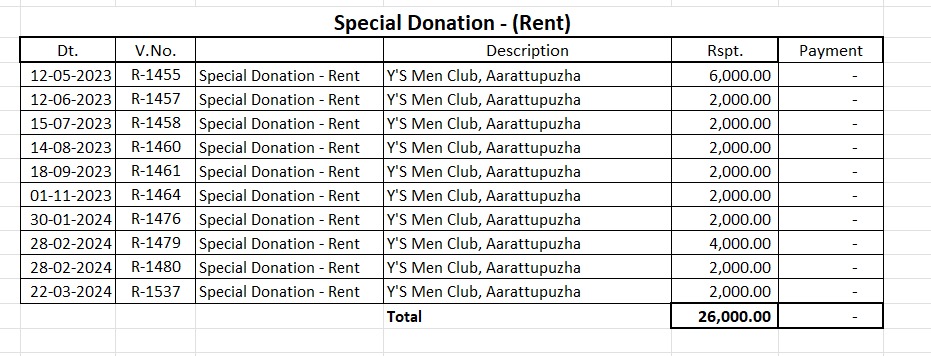 Special Donation - (Rent)
Dt. V.No. Description Rspt. Payment
12-05-2023 R-1455 Special Donation - Rent Y'S Men Club, Aarattupuzha 6,000.00 -
12-06-2023 R-1457 Special Donation - Rent Y'S Men Club, Aarattupuzha 2,000.00 -
15-07-2023 R-1458 Special Donation - Rent Y'S Men Club, Aarattupuzha 2,000.00 -
14-08-2023 R-1460 Special Donation - Rent Y'S Men Club, Aarattupuzha 2,000.00 -
18-09-2023 R-1461 Special Donation - Rent Y'S Men Club, Aarattupuzha 2,000.00 -
01-11-2023 R-1464 Special Donation - Rent Y'S Men Club, Aarattupuzha 2,000.00 -
30-01-2024 R-1476 Special Donation - Rent Y'S Men Club, Aarattupuzha 2,000.00 -
28-02-2024 R-1479 Special Donation - Rent Y'S Men Club, Aarattupuzha 4,000.00 -
28-02-2024 R-1480 Special Donation - Rent Y'S Men Club, Aarattupuzha 2,000.00 -
22-03-2024 R-1537 Special Donation - Rent Y'S Men Club, Aarattupuzha 2,000.00 -
Total 26,000.00 -